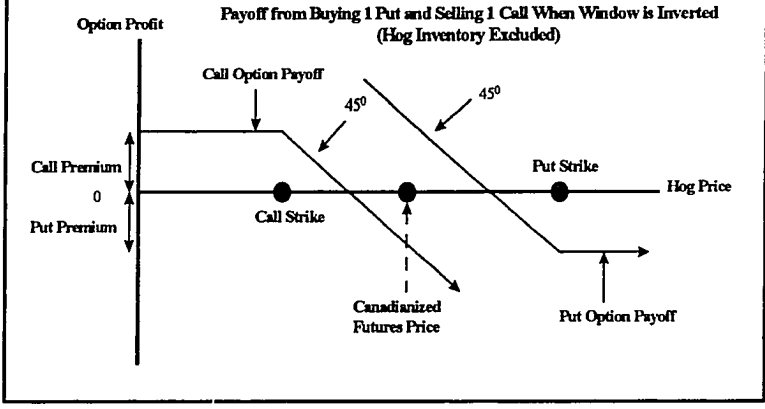 Payoff from Buying 1 Put and Selling 1 Call When Window is Inverted
(Hog Inventory Excluded)
Option Profit
Call Option Payoff
45⁰
45⁰
Call Premium
Put Strike
0
Hog Price
Put Premium
Call Strike
Canadianized
Futures Price
Put Option Payoff